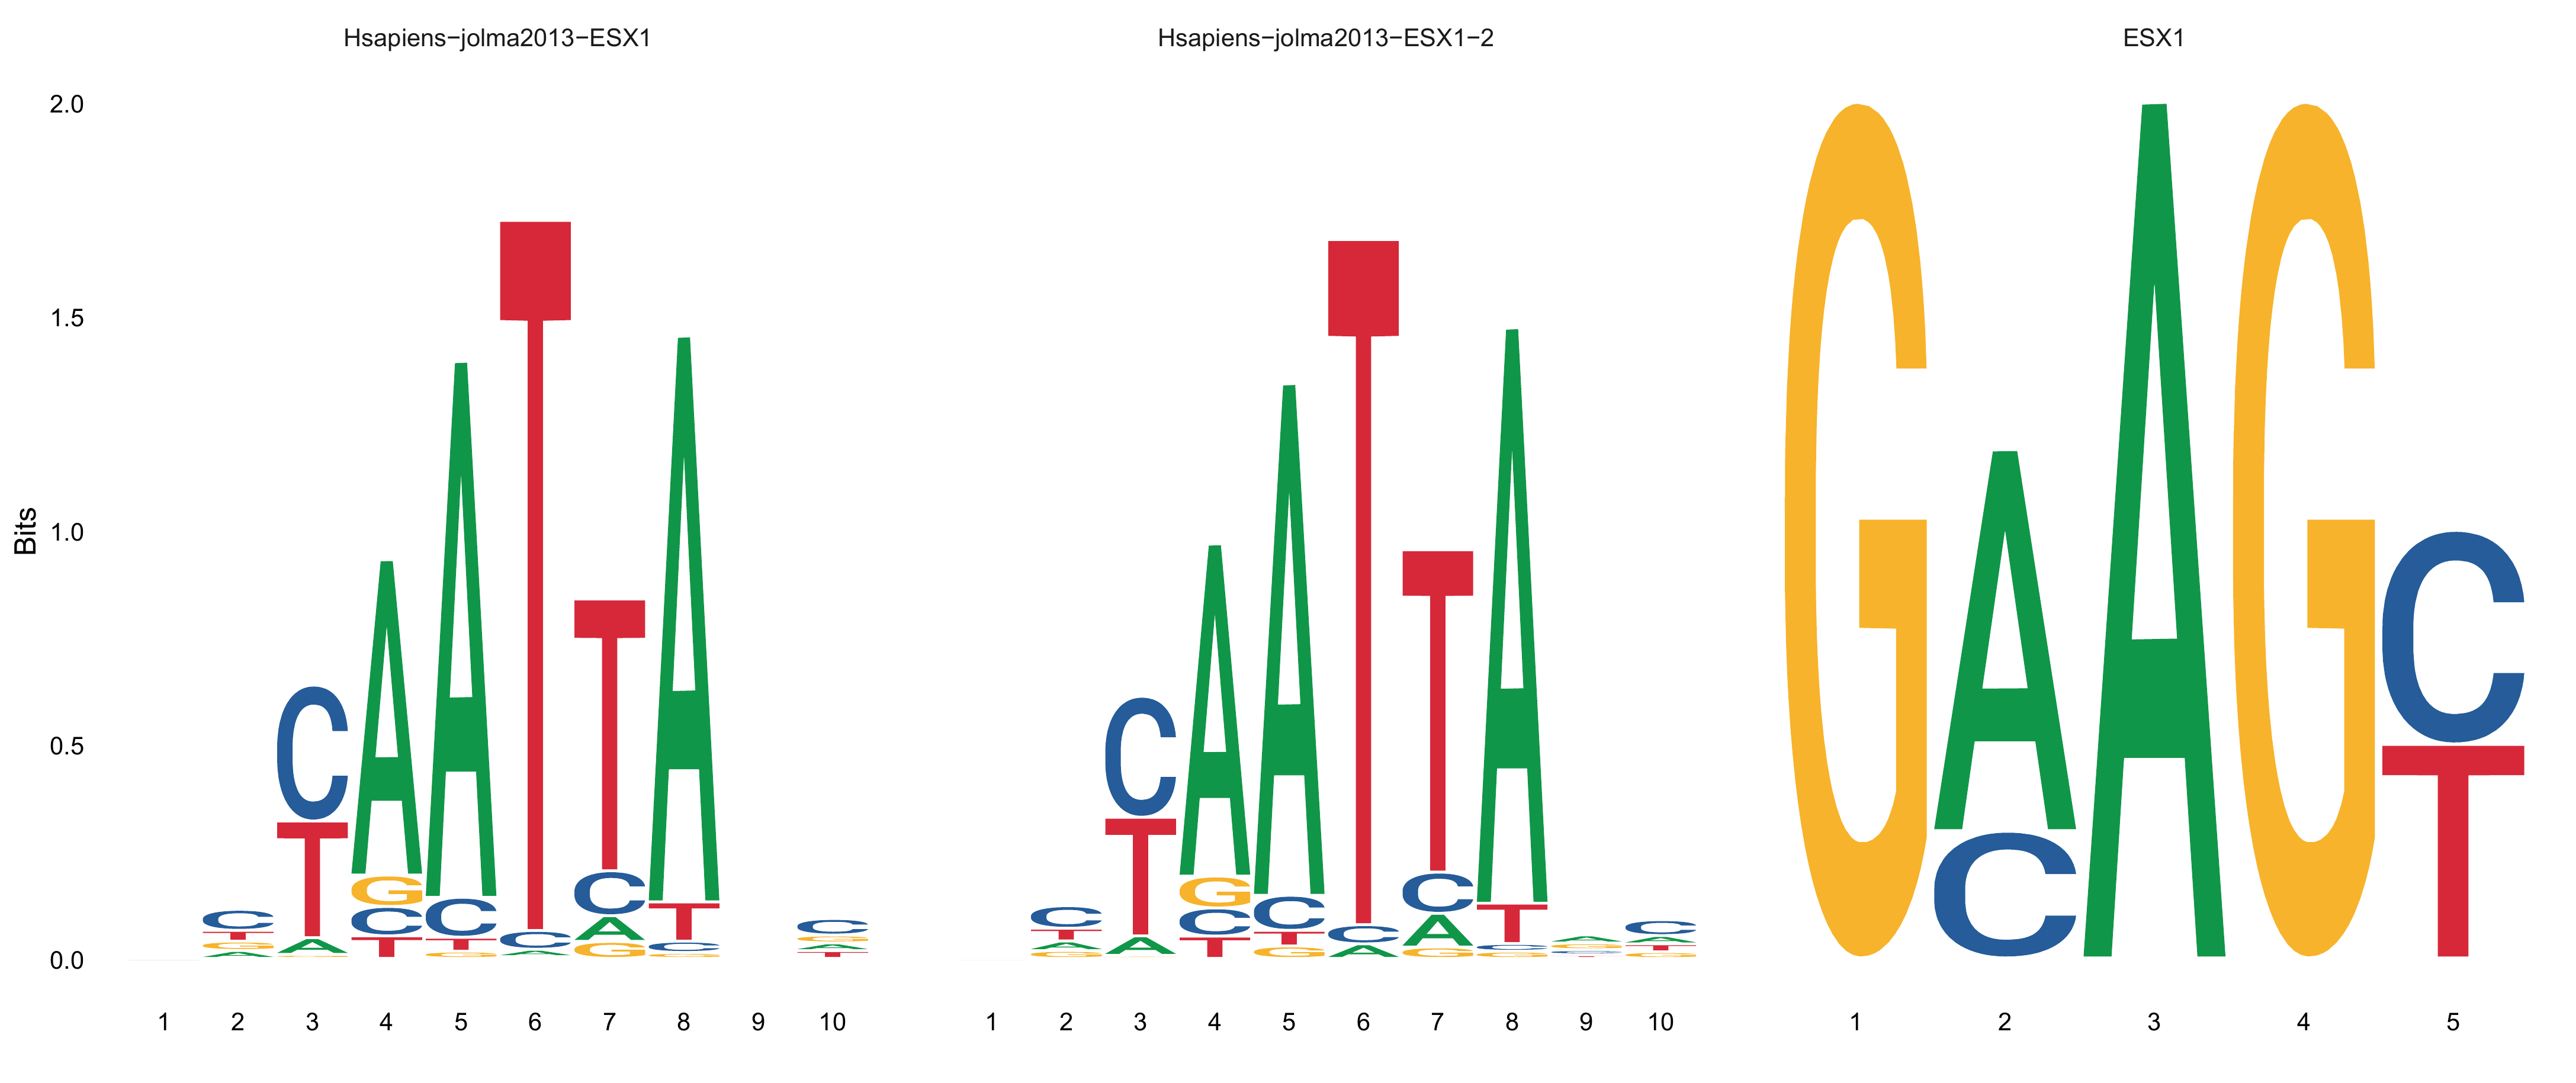 Hsapiens−jolma2013−ESX1 Hsapiens−jolma2013−ESX1−2 ESX1
2.0
1.5
1.0
0.5
0.0
Bits
C T G A
C T A G
A G C T
A C T G
T C A
T C A G
A T C G
C G A T
C T A G
C T A
A G C T
A C T G
T C A
T C A G
A T C G
A G C T
C A T G
G
A C
A
G
C T
1 2 3 4 5 6 7 8 9 10 1 2 3 4 5 6 7 8 9 10 1 2 3 4 5